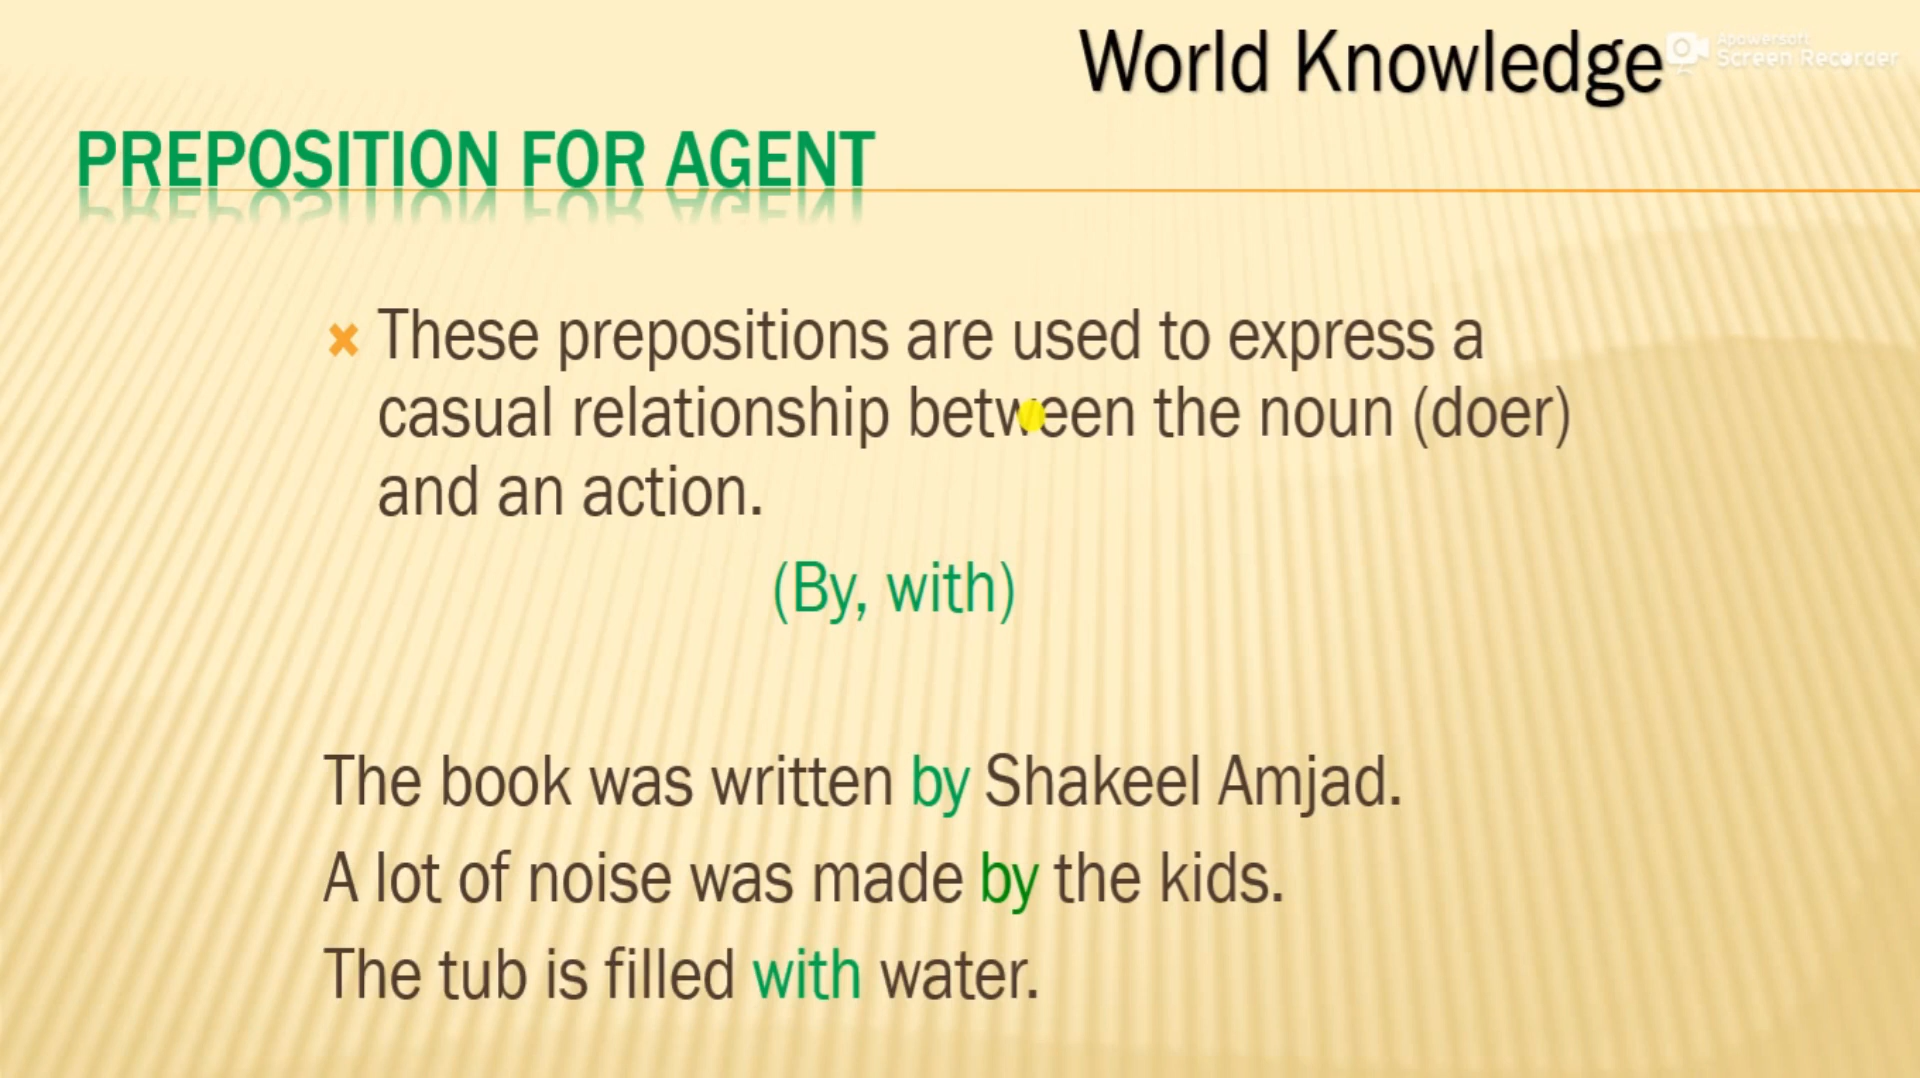 World Knowledge
Apowersoft
Screen Recorder
PREPOSITION FOR AGENT
These prepositions are used to express a
casual relationship between the noun (doer)
and an action.
(By, with)
The book was written by Shakeel Amjad.
A lot of noise was made by the kids.
The tub is filled with water.